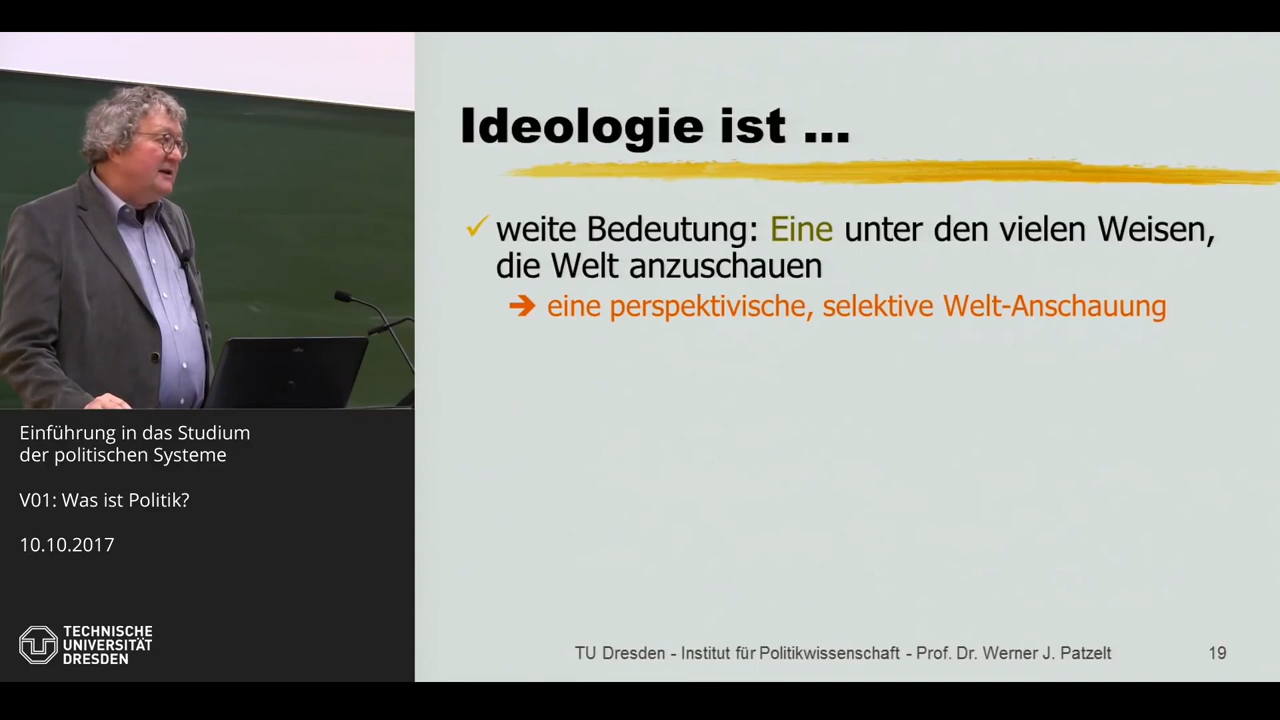 Ideologie ist ...
weite Bedeutung: Eine unter den vielen Weisen,
die Welt anzuschauen
➔ eine perspektivische, selektive Welt-Anschauung
Einführung in das Studium
der politischen Systeme
V01: Was ist Politik?
10.10.2017
TECHNISCHE
UNIVERSITÄT
DRESDEN
TU Dresden - Institut für Politikwissenschaft - Prof. Dr. Werner J. Patzelt 19